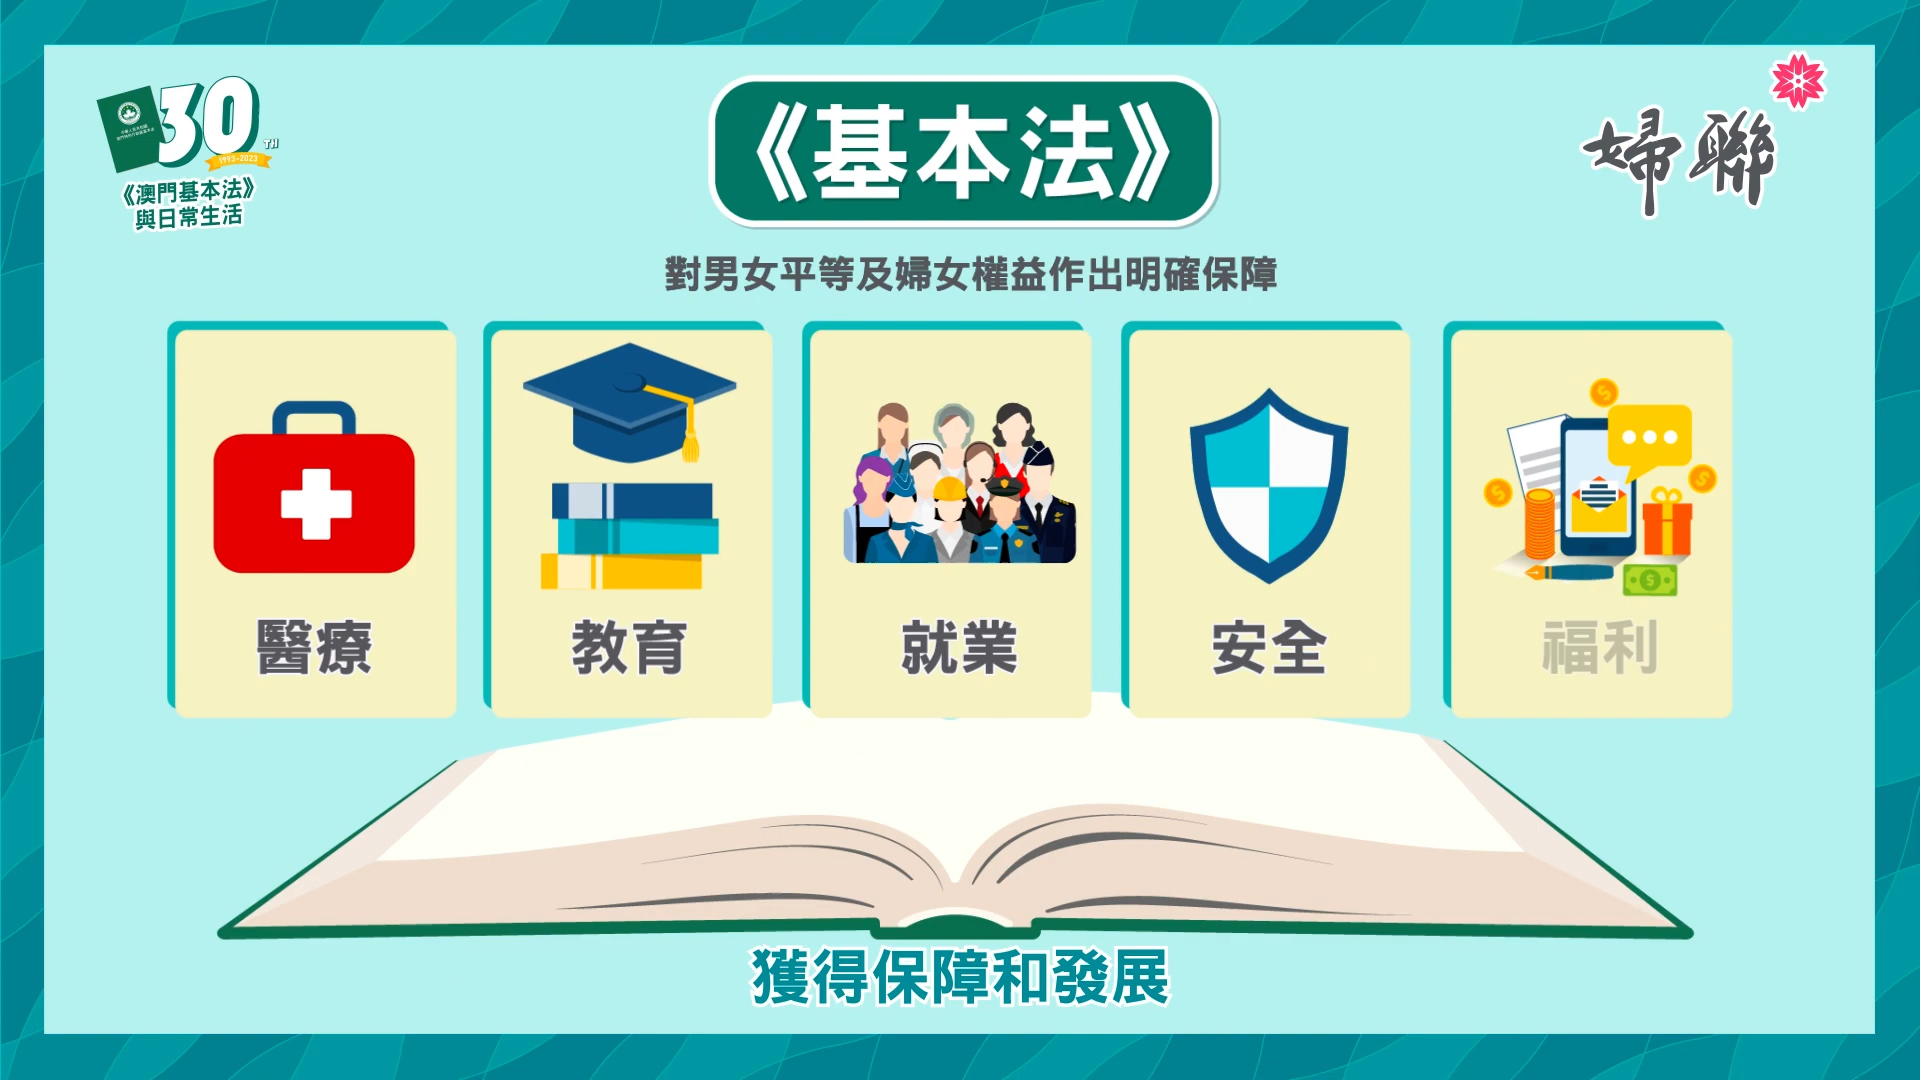 30TH
1993-2023
《澳門基本法》
與日常生活
《基本法》
婦聯
對男女平等及婦女權益作出明確保障
醫療
教育
就業
安全
福利
獲得保障和發展